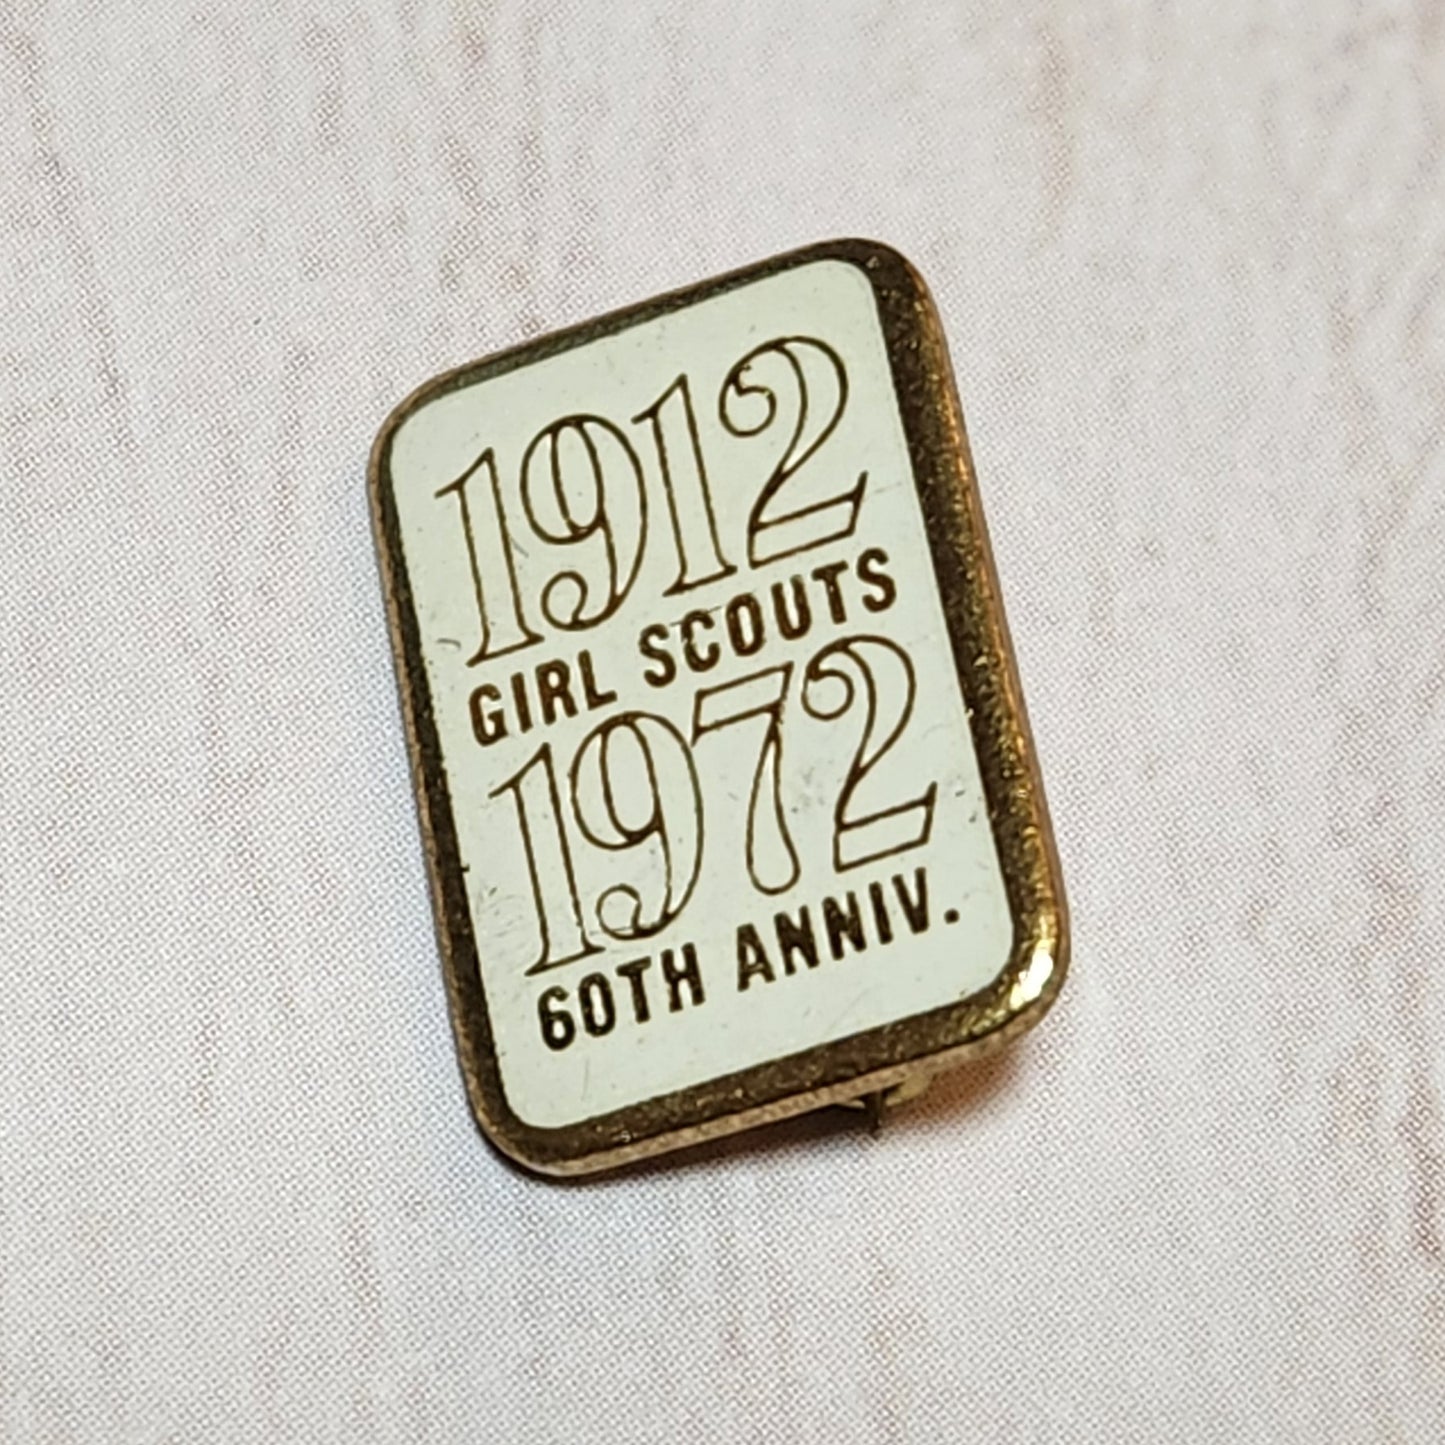 1912
GIRL SCOUTS
1972
60TH ANNIV.